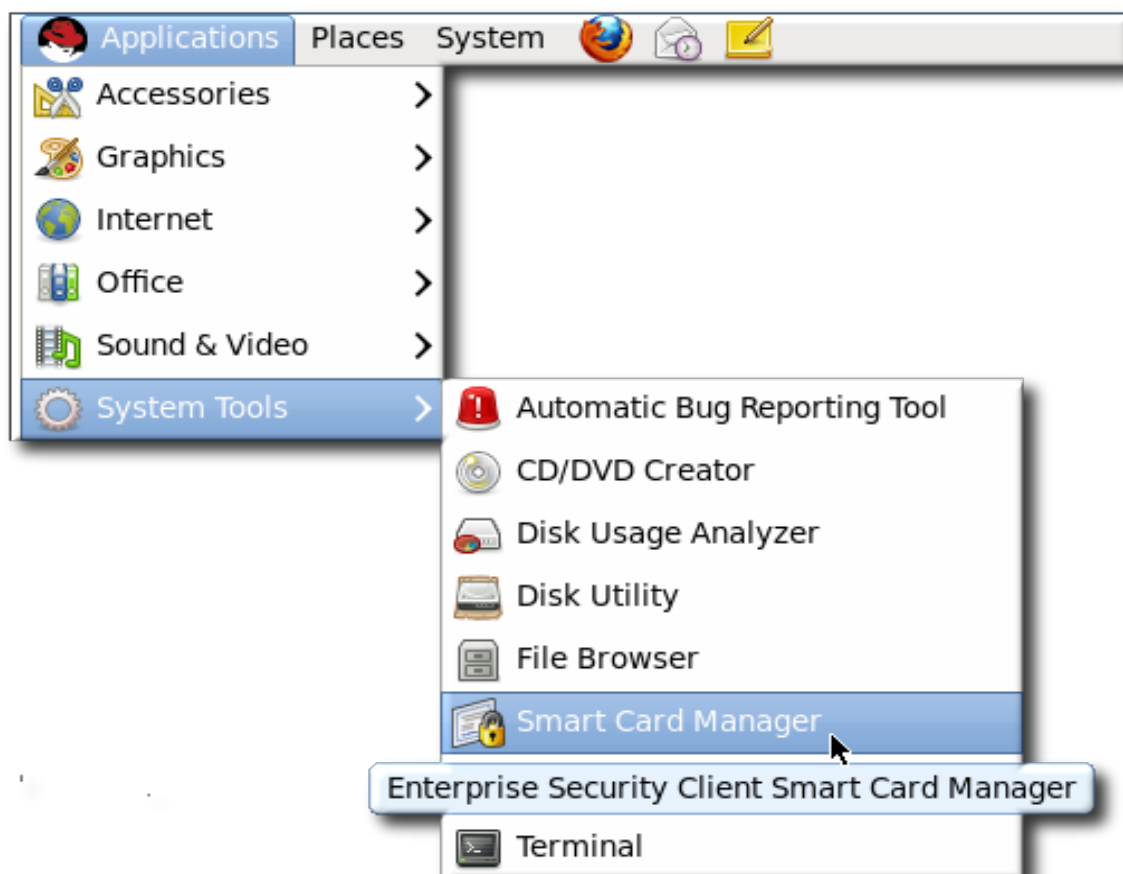 Applications Places System
Accessories
Graphics
Internet
Office
Sound & Video
System Tools
Automatic Bug Reporting Tool
CD/DVD Creator
Disk Usage Analyzer
Disk Utility
File Browser
Smart Card Manager
Enterprise Security Client Smart Card Manager
Terminal